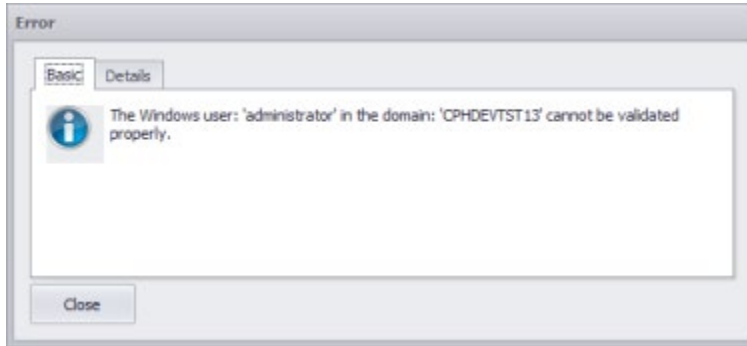 Error
Basic Details
The Windows user: 'administrator' in the domain: 'CPHDEVTST13' cannot be validated
properly.
Close